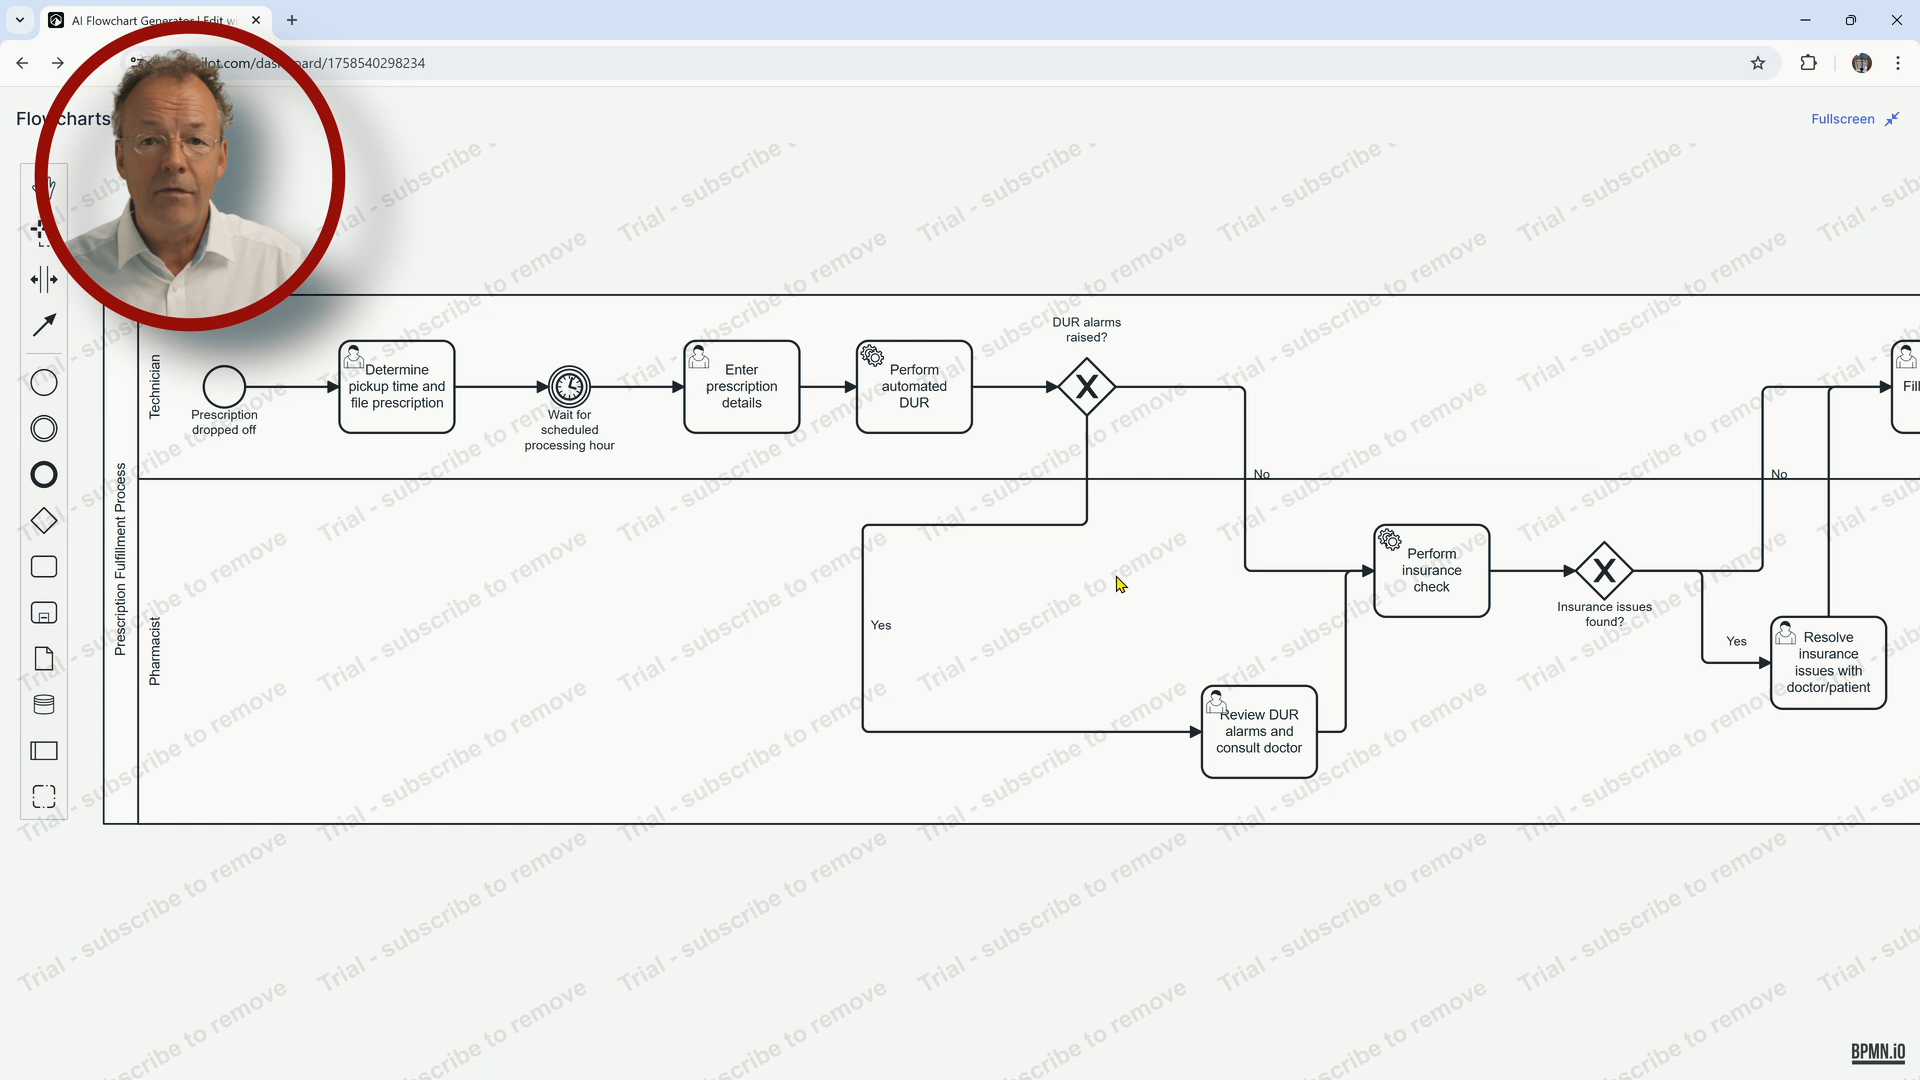 AI Flowchart Generator | Edit w
ilot.com/dashboard/1758540298234
Flowcharts
Fullscreen
Prescription Fulfillment Process
Technician
Pharmacist
Prescription
dropped off
Determine
pickup time and
file prescription
Wait for
scheduled
processing hour
Enter
prescription
details
Perform
automated
DUR
DUR alarms
raised?
No
Yes
Review DUR
alarms and
consult doctor
Perform
insurance
check
Insurance issues
found?
No
Yes
Resolve
insurance
issues with
doctor/patient
Fill
Trial - subscribe to remove
BPMN.iO